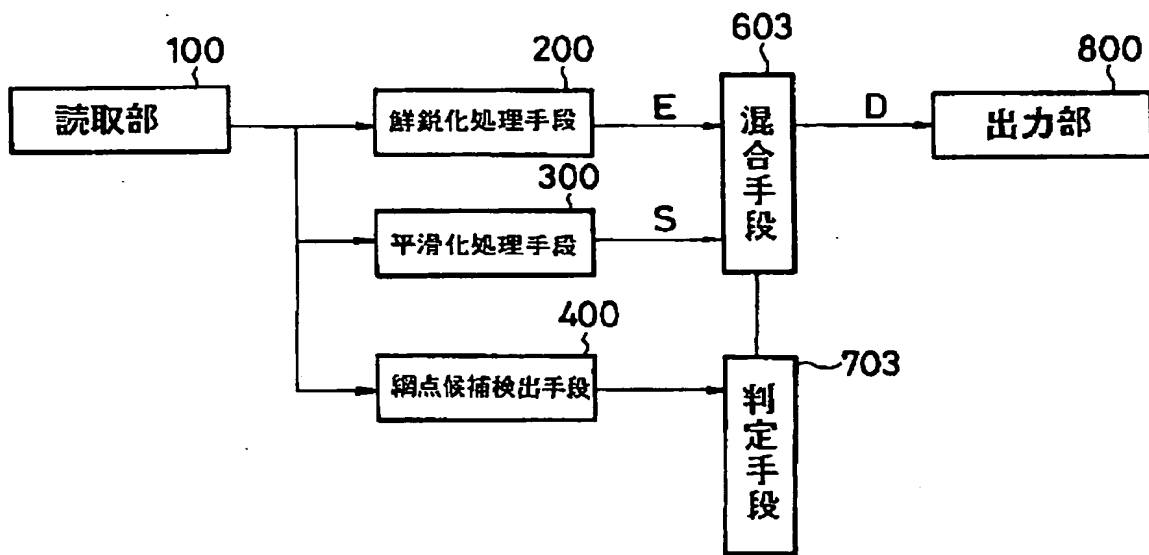 100
読取部
200
鮮鋭化処理手段
E
603
混合手段
D
800
出力部
300
平滑化処理手段
S
400
網点候補検出手段
703
判定手段